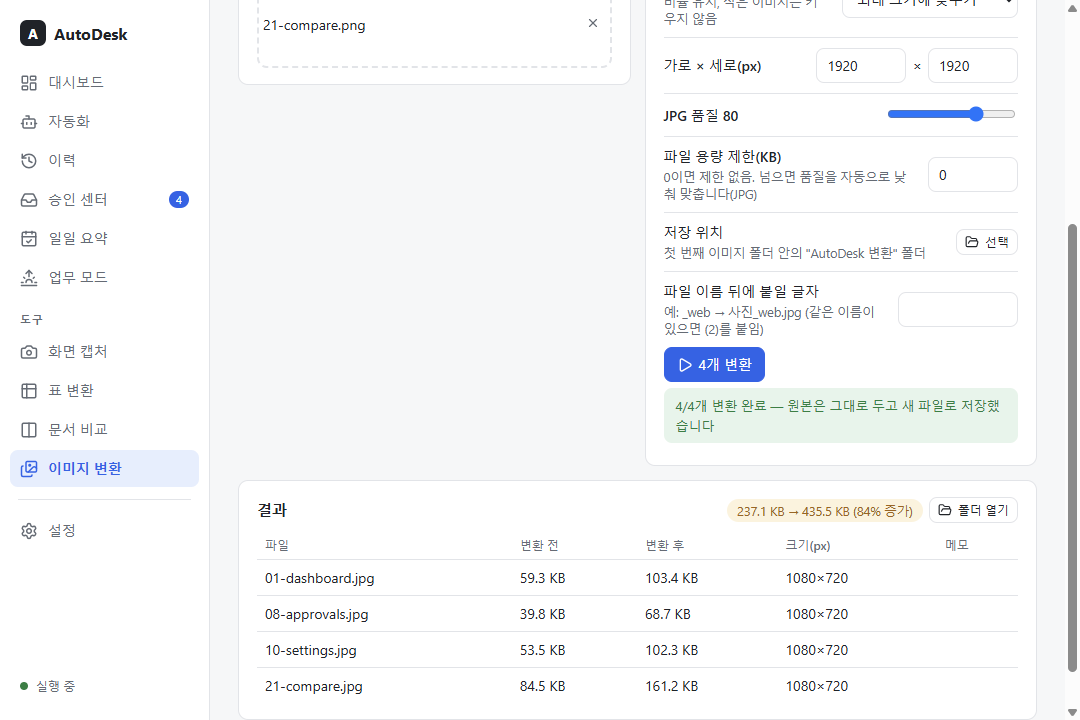 A AutoDesk
대시보드
자동화
이력
승인 센터 4
일일 요약
업무 모드
도구
화면 캡처
표 변환
문서 비교
이미지 변환
설정
실행 중
21-compare.png ×
우지 않음
가로 × 세로(px) 1920 × 1920
JPG 품질 80
파일 용량 제한(KB)
0이면 제한 없음. 넘으면 품질을 자동으로 낮
춰 맞춥니다(JPG)
0
저장 위치
첫 번째 이미지 폴더 안의 "AutoDesk 변환" 폴더
선택
파일 이름 뒤에 붙일 글자
예: _web → 사진_web.jpg (같은 이름이
있으면 (2)를 붙임)
4개 변환
4/4개 변환 완료 — 원본은 그대로 두고 새 파일로 저장했
습니다
결과 237.1 KB → 435.5 KB (84% 증가) 폴더 열기
파일 변환 전 변환 후 크기(px) 메모
01-dashboard.jpg 59.3 KB 103.4 KB 1080×720
08-approvals.jpg 39.8 KB 68.7 KB 1080×720
10-settings.jpg 53.5 KB 102.3 KB 1080×720
21-compare.jpg 84.5 KB 161.2 KB 1080×720